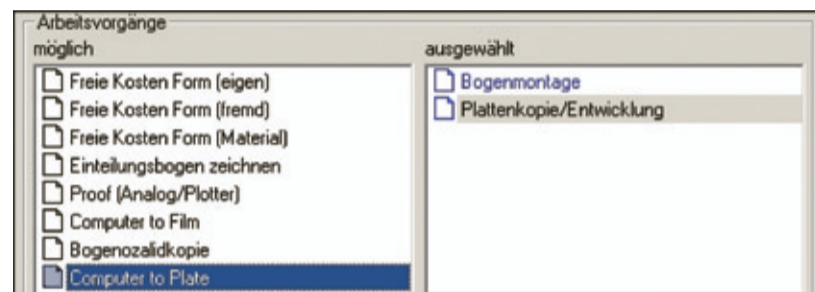 Arbeitsvorgänge
möglich
Freie Kosten Form (eigen)
Freie Kosten Form (fremd)
Freie Kosten Form (Material)
Einteilungsbogen zeichnen
Proof (Analog/Plotter)
Computer to Film
Bogenozalidkopie
Computer to Plate
ausgewählt
Bogenmontage
Plattenkopie/Entwicklung